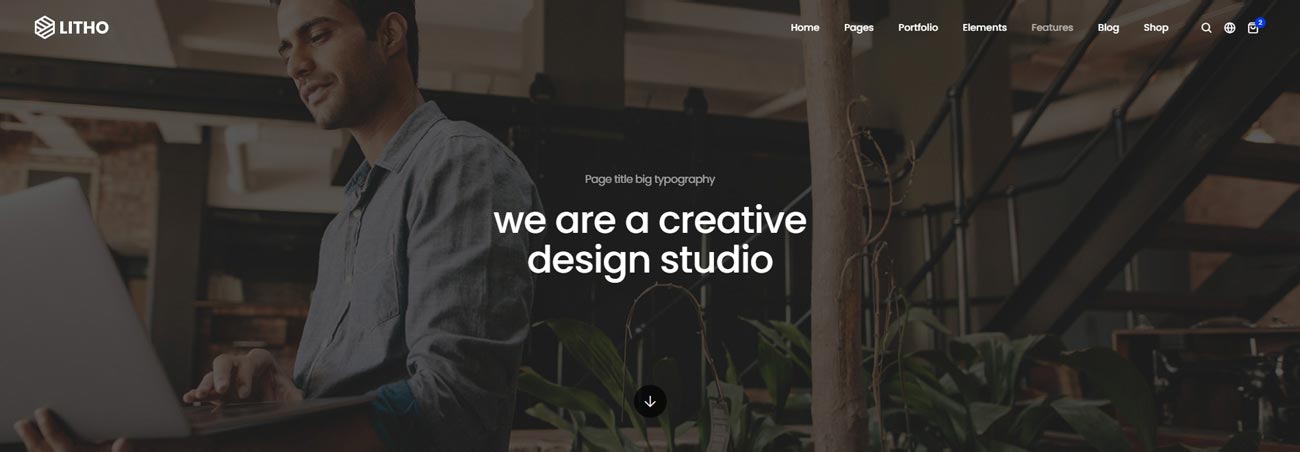 LITHO
Home Pages Portfolio Elements Features Blog Shop
2
Page title big typography
we are a creative
design studio